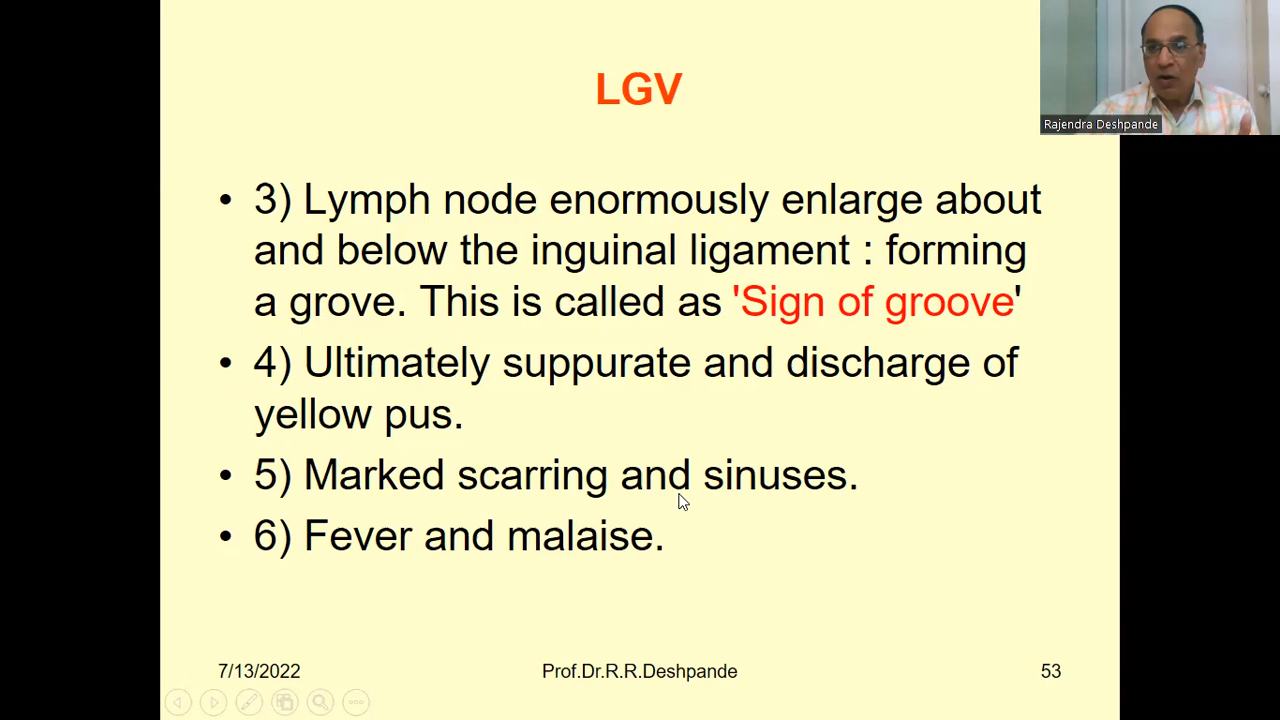 LGV
Rajendra Deshpande
• 3) Lymph node enormously enlarge about
and below the inguinal ligament : forming
a grove. This is called as 'Sign of groove'
• 4) Ultimately suppurate and discharge of
yellow pus.
• 5) Marked scarring and sinuses.
• 6) Fever and malaise.
7/13/2022 Prof.Dr.R.R.Deshpande 53